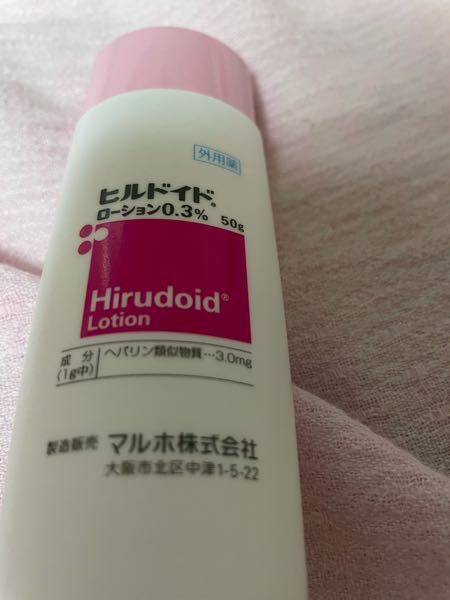 外用薬
ヒルドイド®
ローション0.3% 50g
Hirudoid®
Lotion
成分(1g中) ヘパリン類似物質…3.0mg
製造販売 マルホ株式会社
大阪市北区中津1-5-22